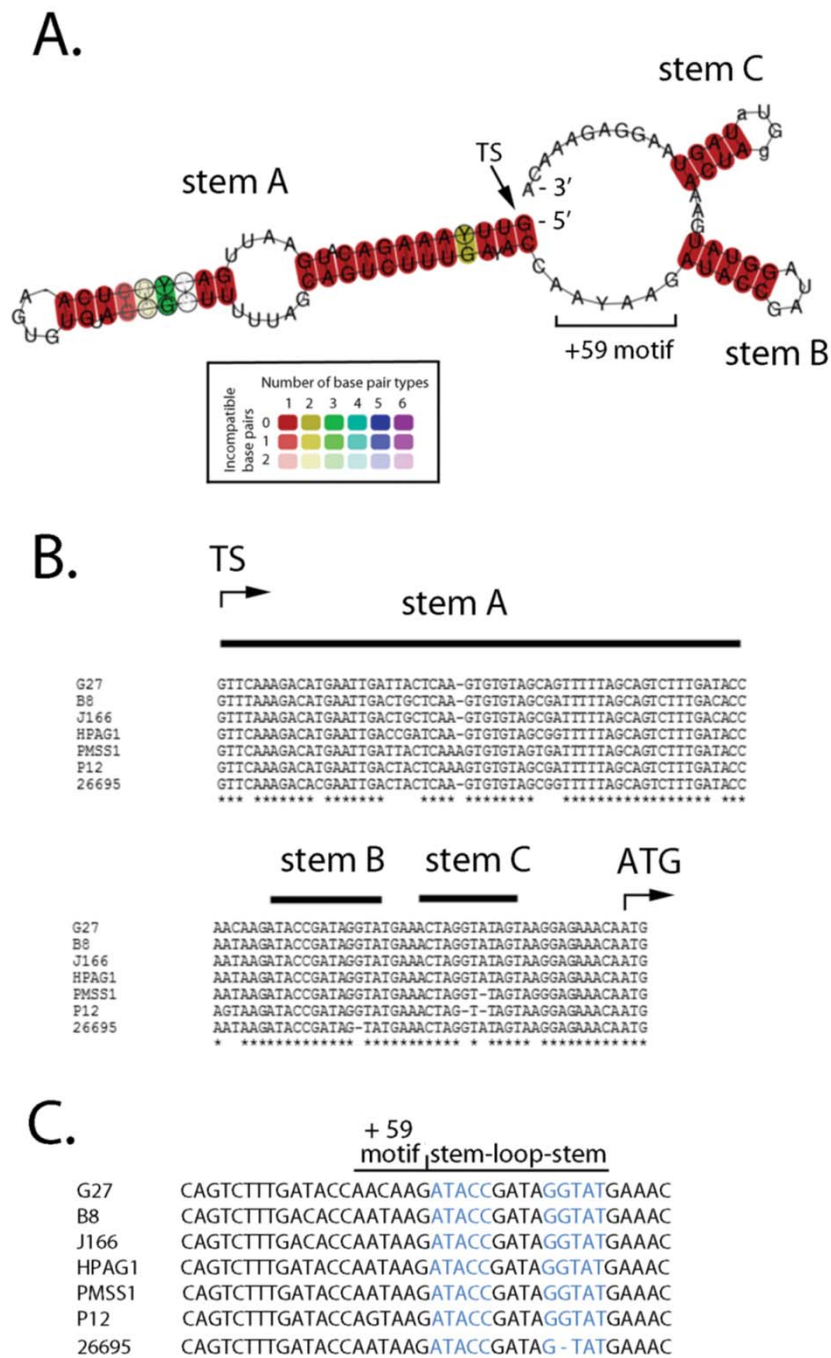 A.
stem C
TS
stem A
A - 3'
- 5'
+59 motif
stem B
Number of base pair types
1 2 3 4 5 6
Incompatible base pairs
0
1
2
B.
TS
stem A
G27 GTTCAAAGACATGAATTGATTACTCAA-GTGTGTAGCAGTTTTTAGCAGTCTTTGATACC
B8 GTTTAAAGACATGAATTGACTGCTCAA-GTGTGTAGCGATTTTTAGCAGTCTTTGACACC
J166 GTTTAAAGACATGAATTGACTGCTCAA-GTGTGTAGCGATTTTTAGCAGTCTTTGACACC
HPAG1 GTTCAAAGACATGAATTGACCGATCAA-GTGTGTAGCGGTTTTTAGCAGTCTTTGATACC
PMSS1 GTTCAAAGACATGAATTGATTACTCAAAGTGTGTAGTGATTTTTAGCAGTCTTTGATACC
P12 GTTCAAAGACATGAATTGACTACTCAAAGTGTGTAGCGATTTTTAGCAGTCTTTGATACC
26695 GTTCAAAGACACGAATTGACTACTCAA-GTGTGTAGCGGTTTTTAGCAGTCTTTGATACC
*** ******* ******* **** ******** ****************** ***
stem B stem C ATG
G27 AACAAGATACCGATAGGTATGAAACTAGGTATAGTAAGGAGAAACAATG
B8 AATAAGATACCGATAGGTATGAAACTAGGTATAGTAAGGAGAAACAATG
J166 AATAAGATACCGATAGGTATGAAACTAGGTATAGTAAGGAGAAACAATG
HPAG1 AATAAGATACCGATAGGTATGAAACTAGGTATAGTAAGGAGAAACAATG
PMSS1 AATAAGATACCGATAGGTATGAAACTAGGT-TAGTAGGGAGAAACAATG
P12 AGTAAGATACCGATAGGTATGAAACTAG-T-TAGTAAGGAGAAACAATG
26695 AATAAGATACCGATAG-TATGAAACTAGGTATAGTAAGGAGAAACAATG
* ************* *********** * ***** ************
C.
+ 59
motif stem-loop-stem
G27 CAGTCTTTGATACCAACAAGATACCGATAGGTATGAAAC
B8 CAGTCTTTGACACCAATAAGATACCGATAGGTATGAAAC
J166 CAGTCTTTGACACCAATAAGATACCGATAGGTATGAAAC
HPAG1 CAGTCTTTGATACCAATAAGATACCGATAGGTATGAAAC
PMSS1 CAGTCTTTGATACCAATAAGATACCGATAGGTATGAAAC
P12 CAGTCTTTGATACCAGTAAGATACCGATAGGTATGAAAC
26695 CAGTCTTTGATACCAATAAGATACCGATAG-TATGAAAC